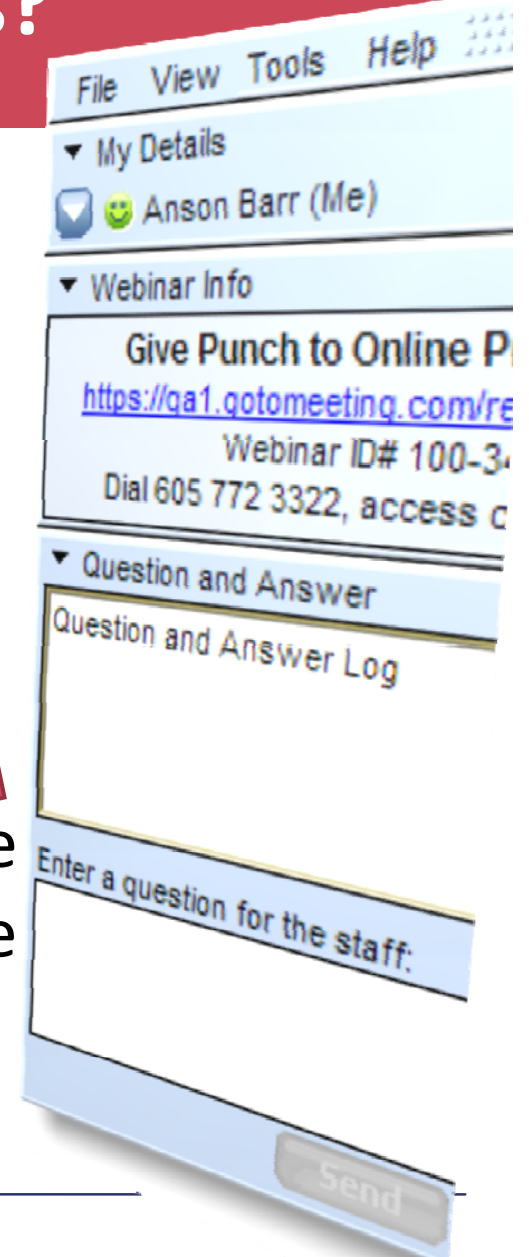 ?
File View Tools Help
My Details
Anson Barr (Me)
Webinar Info
Give Punch to Online
https://qa1.gotomeeting.com/re
Webinar ID# 100-3
Dial 605 772 3322, access
Question and Answer
Question and Answer Log
e
Enter a question for the staff:
e
Send